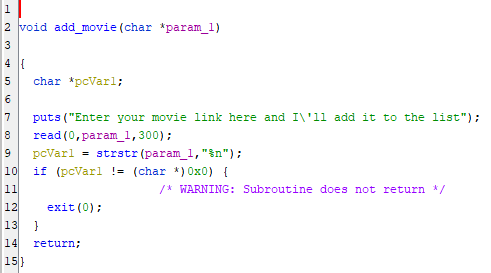 1
2 void add_movie(char *param_1)
3
4 {
5 char *pcVar1;
6
7 puts("Enter your movie link here and I\'ll add it to the list");
8 read(0,param_1,300);
9 pcVar1 = strstr(param_1,"%n");
10 if (pcVar1 != (char *)0x0) {
11 /* WARNING: Subroutine does not return */
12 exit(0);
13 }
14 return;
15 }